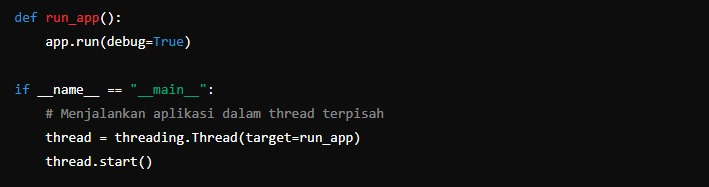 def run_app():
    app.run(debug=True)

if __name__ == "__main__":
    # Menjalankan aplikasi dalam thread terpisah
    thread = threading.Thread(target=run_app)
    thread.start()